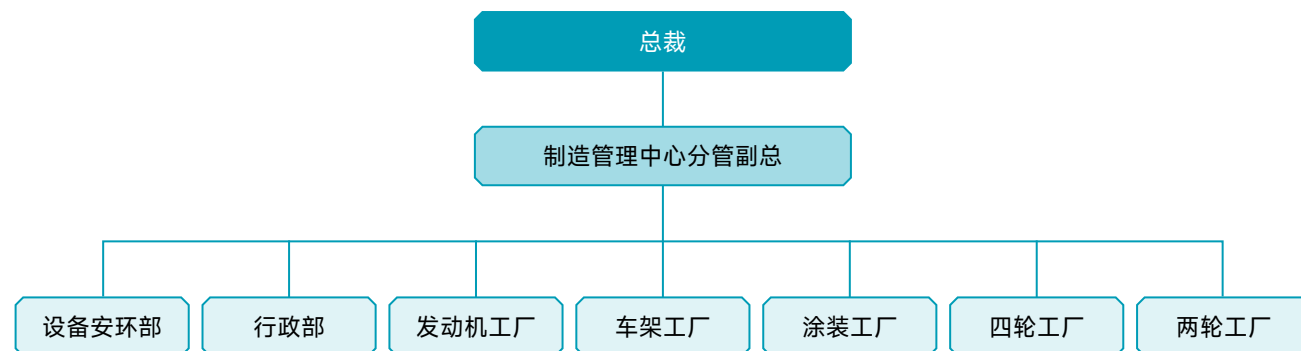 总裁
制造管理中心分管副总
设备安环部
行政部
发动机工厂
车架工厂
涂装工厂
四轮工厂
两轮工厂